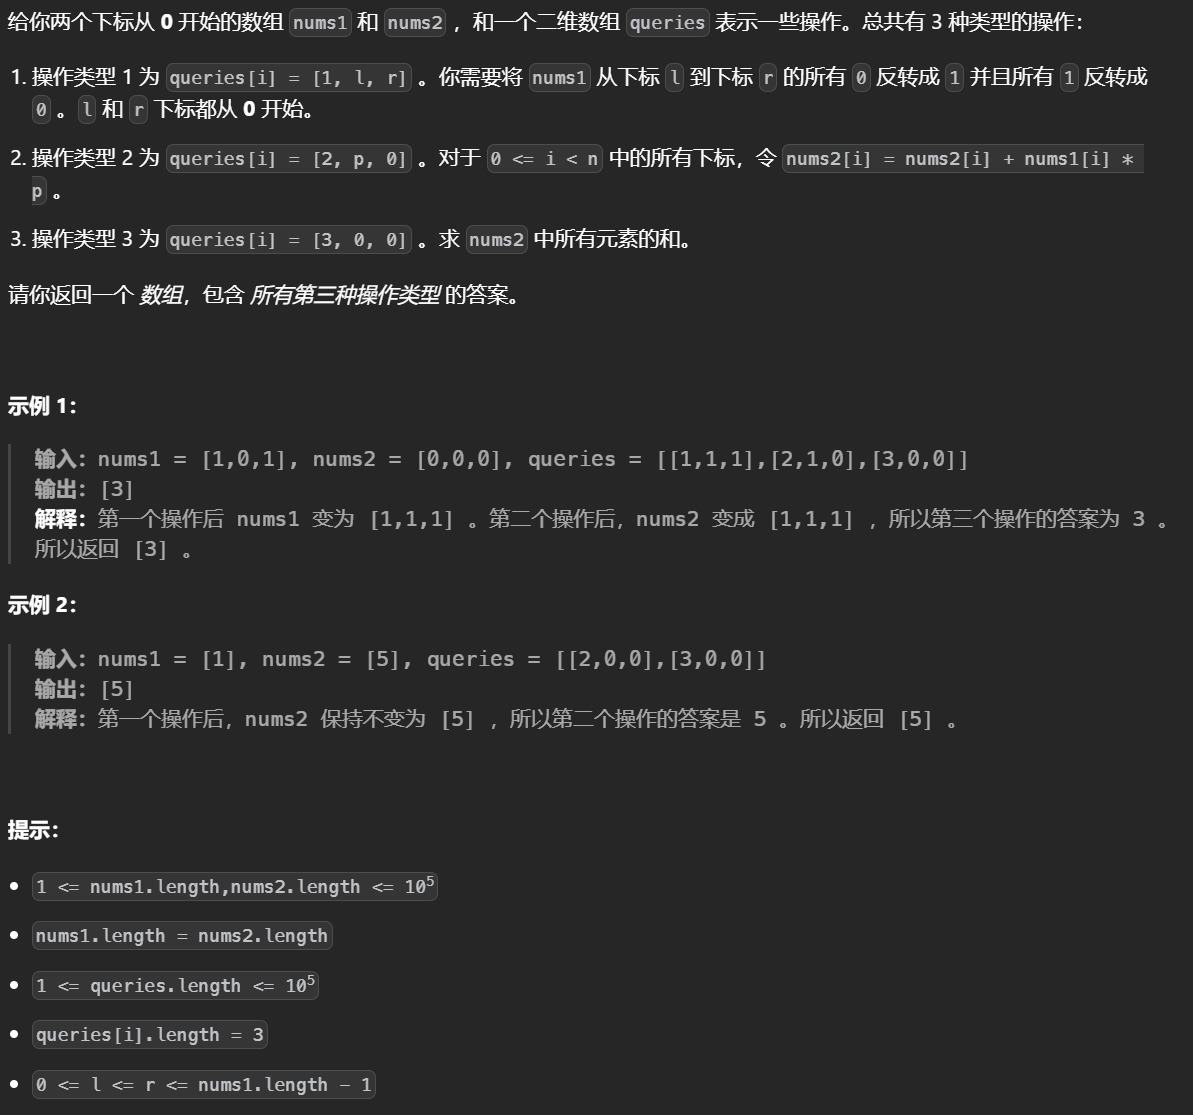 给你两个下标从 0 开始的数组 nums1 和 nums2 ，和一个二维数组 queries 表示一些操作。总共有 3 种类型的操作：
1. 操作类型 1 为 queries[i] = [1, l, r] 。你需要将 nums1 从下标 l 到下标 r 的所有 0 反转成 1 并且所有 1 反转成
0 。l 和 r 下标都从 0 开始。
2. 操作类型 2 为 queries[i] = [2, p, 0] 。对于 0 <= i < n 中的所有下标，令 nums2[i] = nums2[i] + nums1[i] *
p 。
3. 操作类型 3 为 queries[i] = [3, 0, 0] 。求 nums2 中所有元素的和。
请你返回一个 数组，包含 所有第三种操作类型 的答案。
示例 1：
输入：nums1 = [1,0,1], nums2 = [0,0,0], queries = [[1,1,1],[2,1,0],[3,0,0]]
输出：[3]
解释：第一个操作后 nums1 变为 [1,1,1] 。第二个操作后，nums2 变成 [1,1,1] ，所以第三个操作的答案为 3 。
所以返回 [3] 。
示例 2：
输入：nums1 = [1], nums2 = [5], queries = [[2,0,0],[3,0,0]]
输出：[5]
解释：第一个操作后，nums2 保持不变为 [5] ，所以第二个操作的答案是 5 。所以返回 [5] 。
提示：
• 1 <= nums1.length,nums2.length <= 10⁵
• nums1.length = nums2.length
• 1 <= queries.length <= 10⁵
• queries[i].length = 3
• 0 <= l <= r <= nums1.length - 1